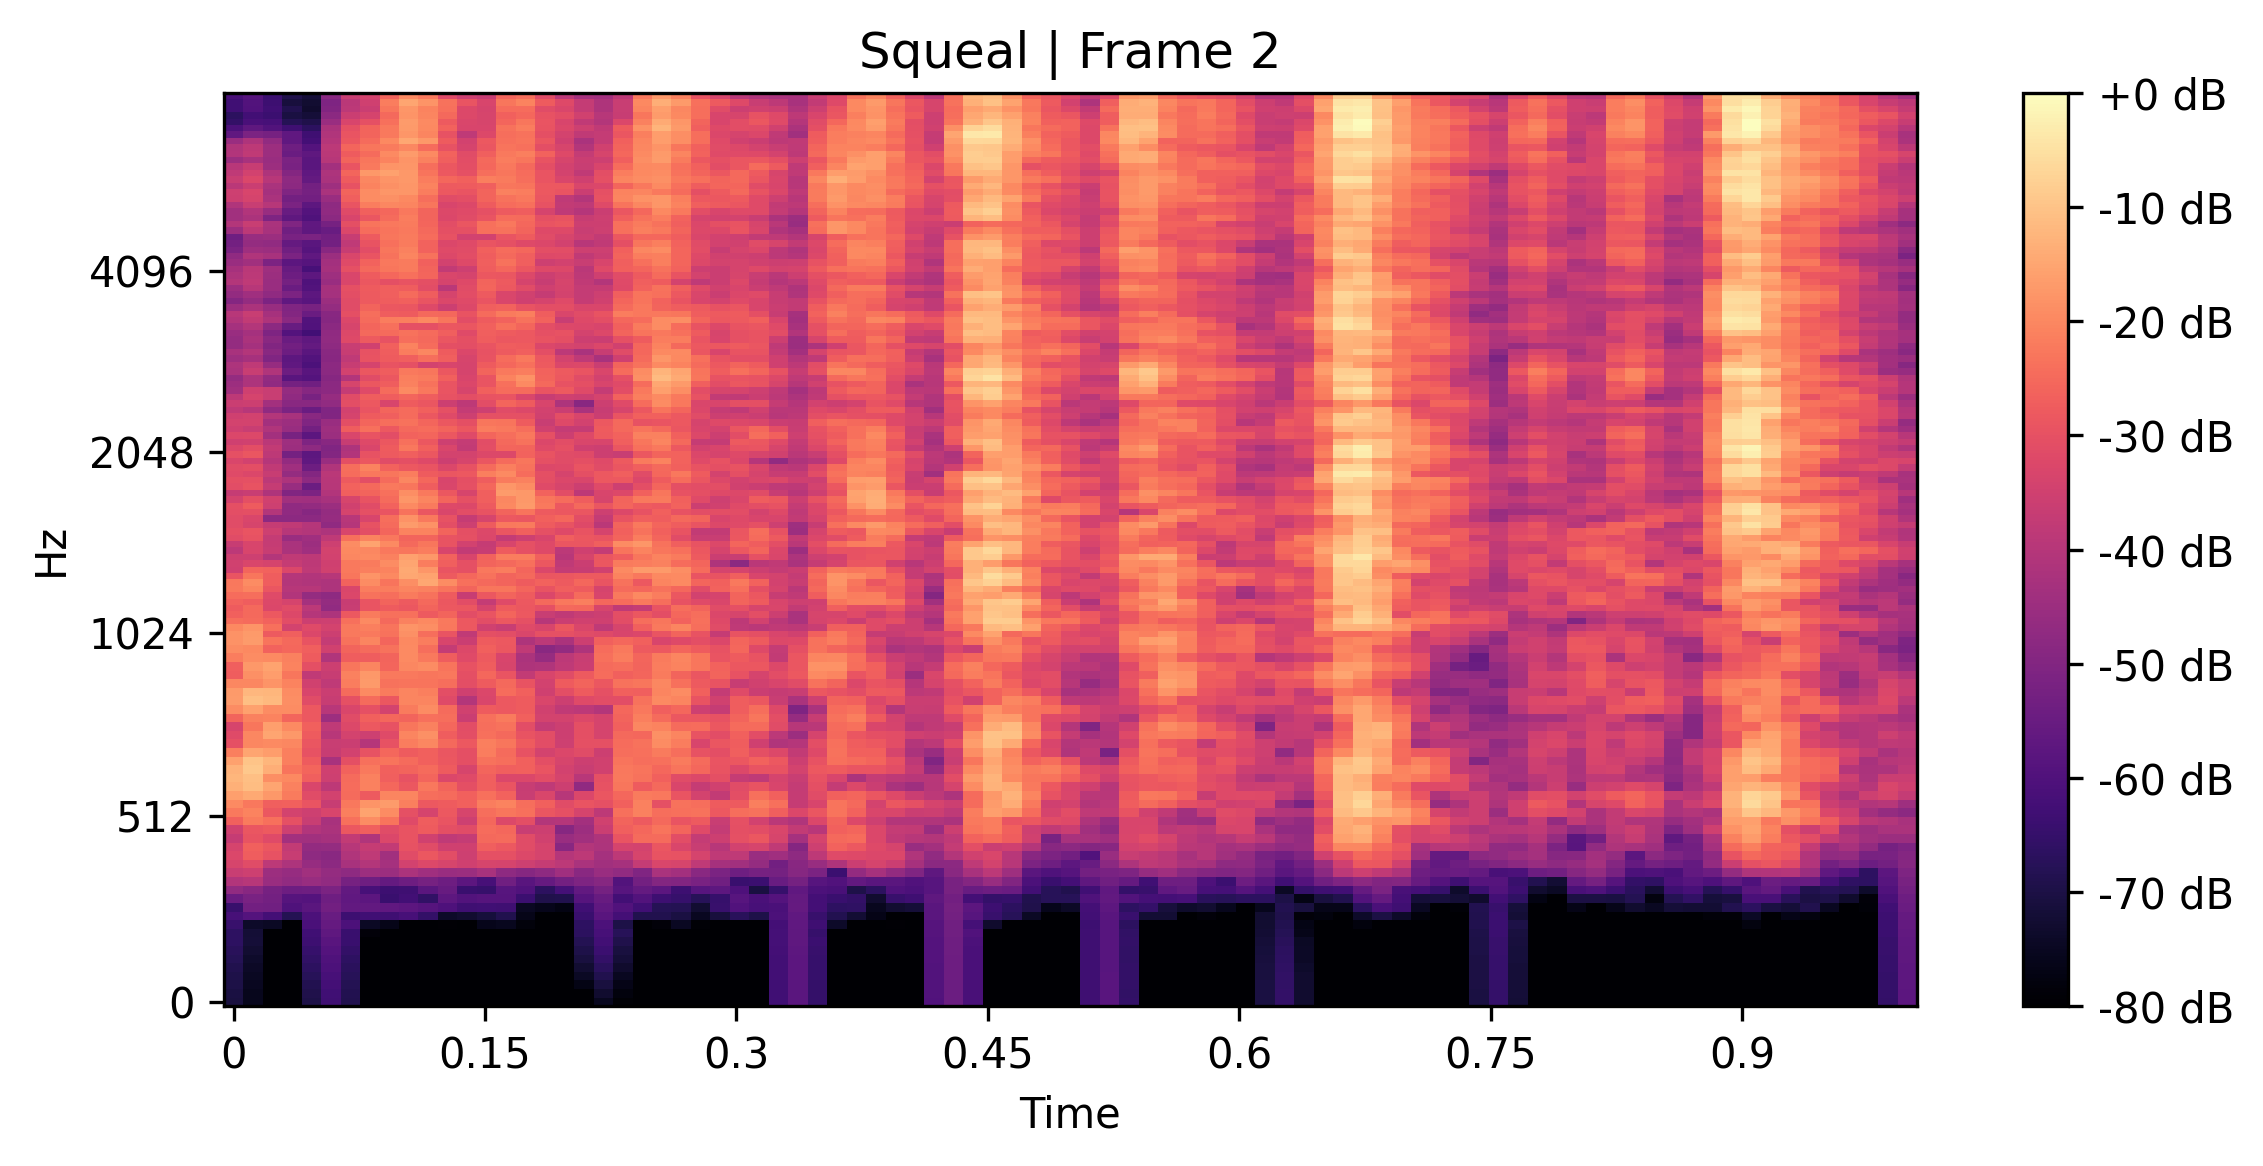 Squeal | Frame 2
+0 dB
-10 dB
-20 dB
-30 dB
-40 dB
-50 dB
-60 dB
-70 dB
-80 dB
Hz
4096
2048
1024
512
0
0 0.15 0.3 0.45 0.6 0.75 0.9
Time